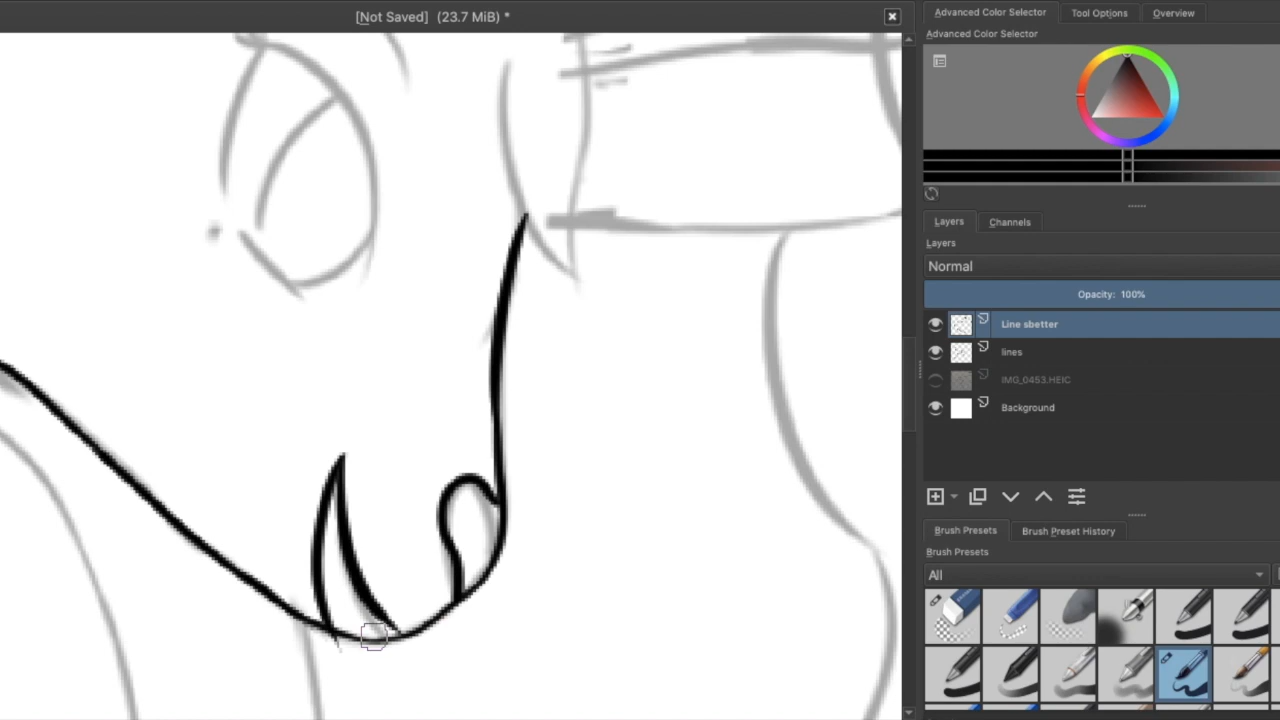 [Not Saved]  (23.7 MiB) *
Advanced Color Selector
Tool Options
Overview
Advanced Color Selector
Layers
Channels
Layers
Normal
Opacity: 100%
Line sbetter
lines
IMG_0453.HEIC
Background
Brush Presets
Brush Preset History
Brush Presets
All